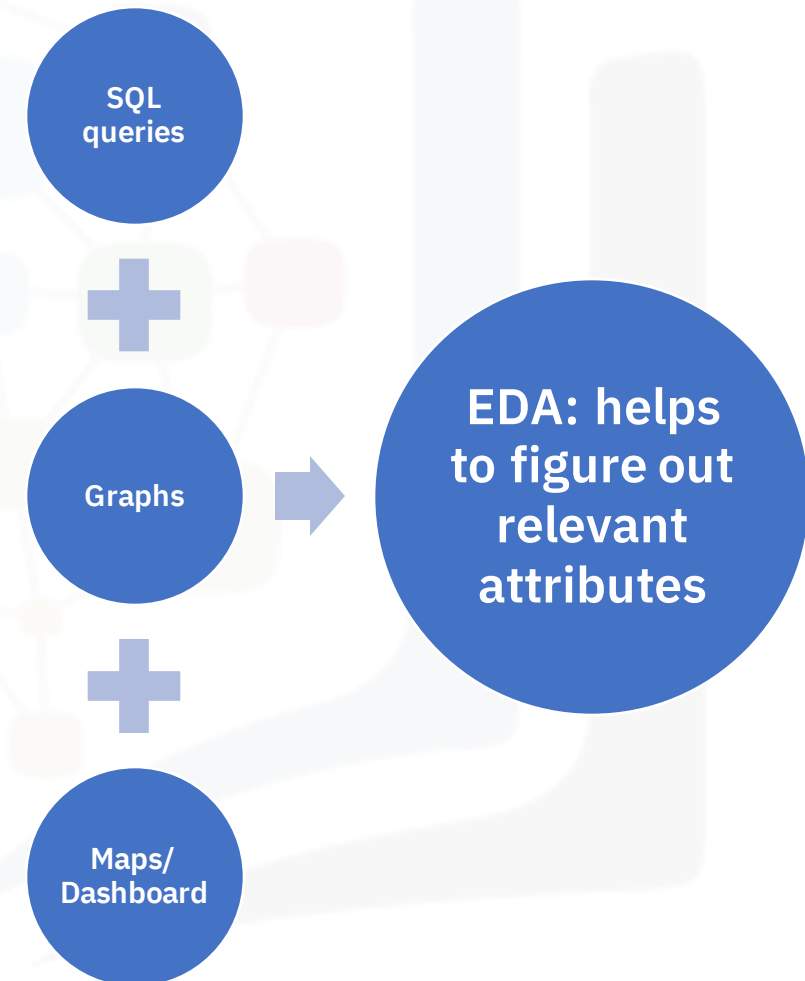 SQL
queries
Graphs
Maps/
Dashboard
EDA: helps
to figure out
relevant
attributes